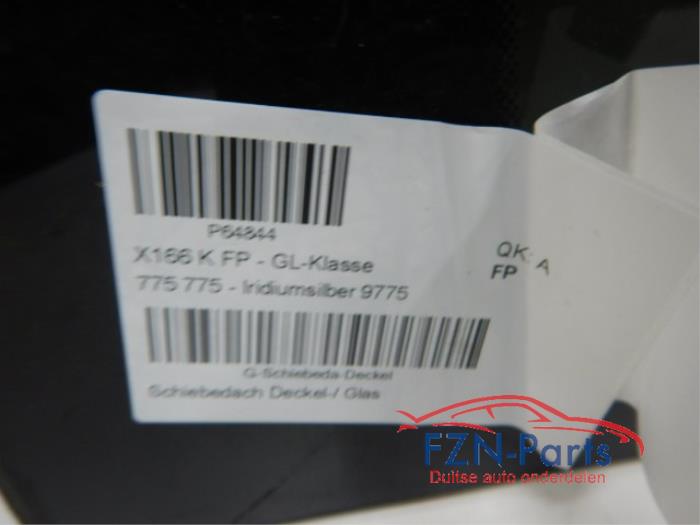 P64844
X166 K FP - GL-Klasse
775 775 - Iridiumsilber 9775
QK: A
FP
G-Schiebeda-Deckel
Schiebedach Deckel-/ Glas
FZN-Parts
Duitse auto onderdelen